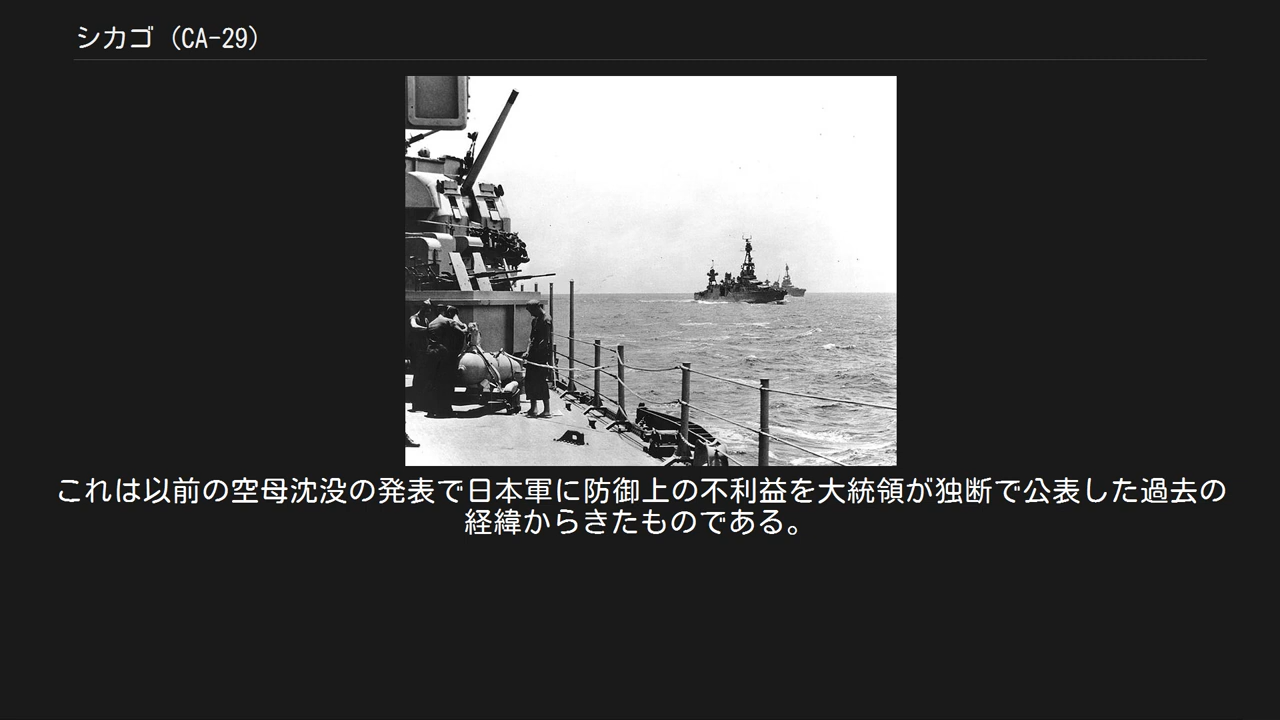 シカゴ（CA-29）
これは以前の空母沈没の発表で日本軍に防御上の不利益を大統領が独断で公表した過去の
経緯からきたものである。